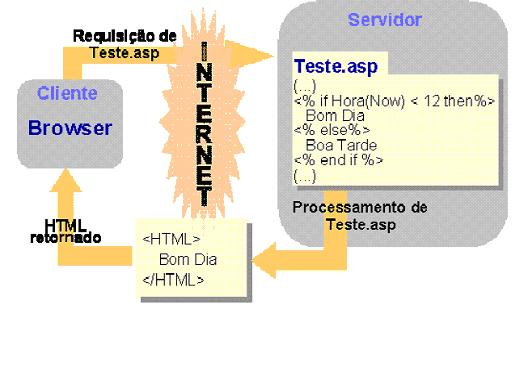 Requisição de
Teste.asp
INTERNET
Servidor
Teste.asp
(...)
<% if Hora(Now) < 12 then%>
Bom Dia
<% else%>
Boa Tarde
<% end if %>
(...)
Processamento de
Teste.asp
Cliente
Browser
HTML
retornado
<HTML>
Bom Dia
</HTML>